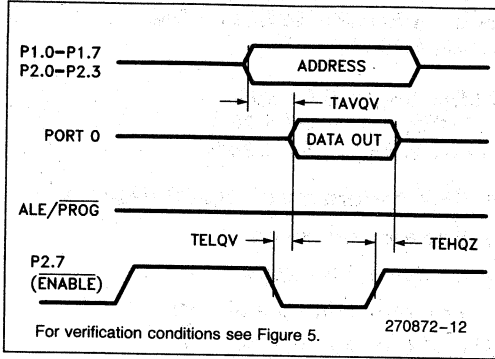 P1.0–P1.7
P2.0–P2.3
ADDRESS
TAVQV
PORT 0
DATA OUT
ALE/PROG
TELQV
TEHQZ
P2.7
(ENABLE)
For verification conditions see Figure 5.
270872–12